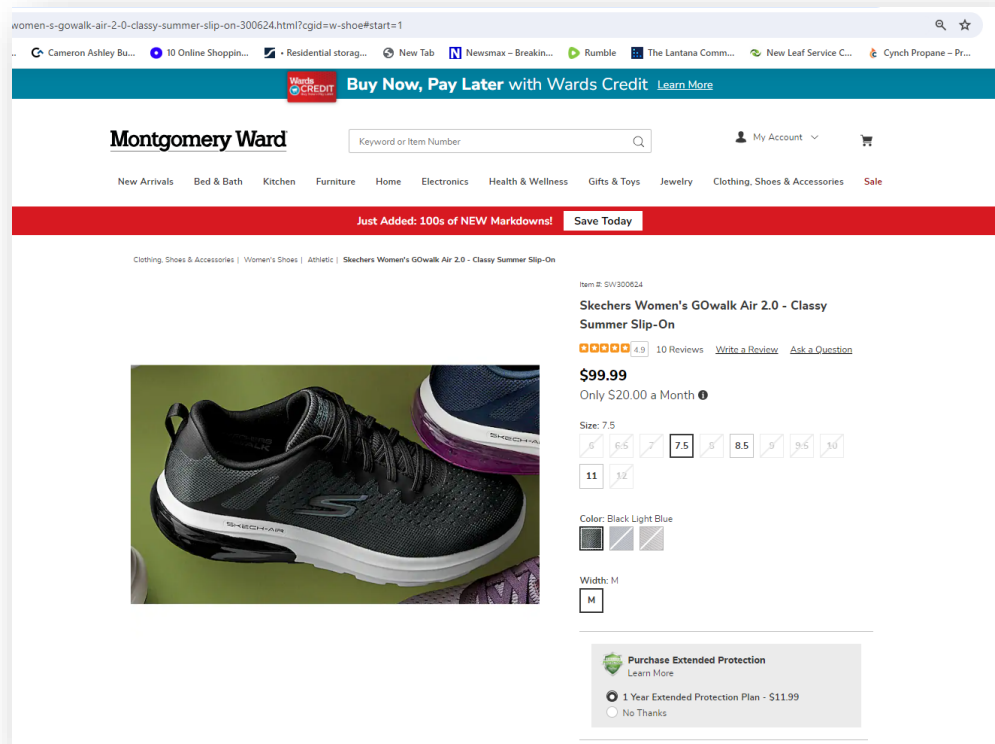 women-s-gowalk-air-2-0-classy-summer-slip-on-300624.html?cgid=w-shoe#start=1
Cameron Ashley Bu... 10 Online Shoppin... • Residential storag... New Tab Newsmax – Breakin... Rumble The Lantana Comm... New Leaf Service C... Cynch Propane – Pr...
Wards CREDIT Buy Now, Pay Later with Wards Credit Learn More
Montgomery Ward Keyword or Item Number My Account
New Arrivals Bed & Bath Kitchen Furniture Home Electronics Health & Wellness Gifts & Toys Jewelry Clothing, Shoes & Accessories Sale
Just Added: 100s of NEW Markdowns! Save Today
Clothing, Shoes & Accessories | Women's Shoes | Athletic | Skechers Women's GOwalk Air 2.0 - Classy Summer Slip-On
Item #: SW300624
Skechers Women's GOwalk Air 2.0 - Classy
Summer Slip-On
4.9 10 Reviews Write a Review Ask a Question
$99.99
Only $20.00 a Month
Size: 7.5
6 6.5 7 7.5 8 8.5 9 9.5 10
11 12
SKECH-A
SKECH-AIR
Color: Black Light Blue
Width: M
M
Purchase Extended Protection
Learn More
1 Year Extended Protection Plan - $11.99
No Thanks